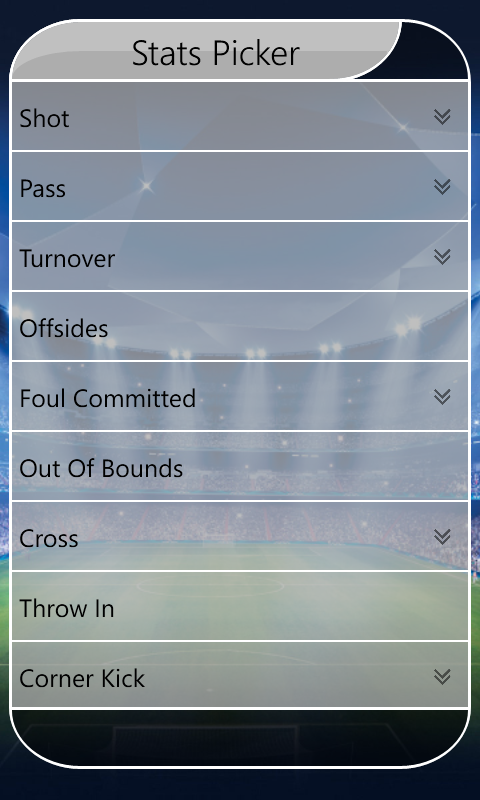 Stats Picker
Shot
Pass
Turnover
Offsides
Foul Committed
Out Of Bounds
Cross
Throw In
Corner Kick